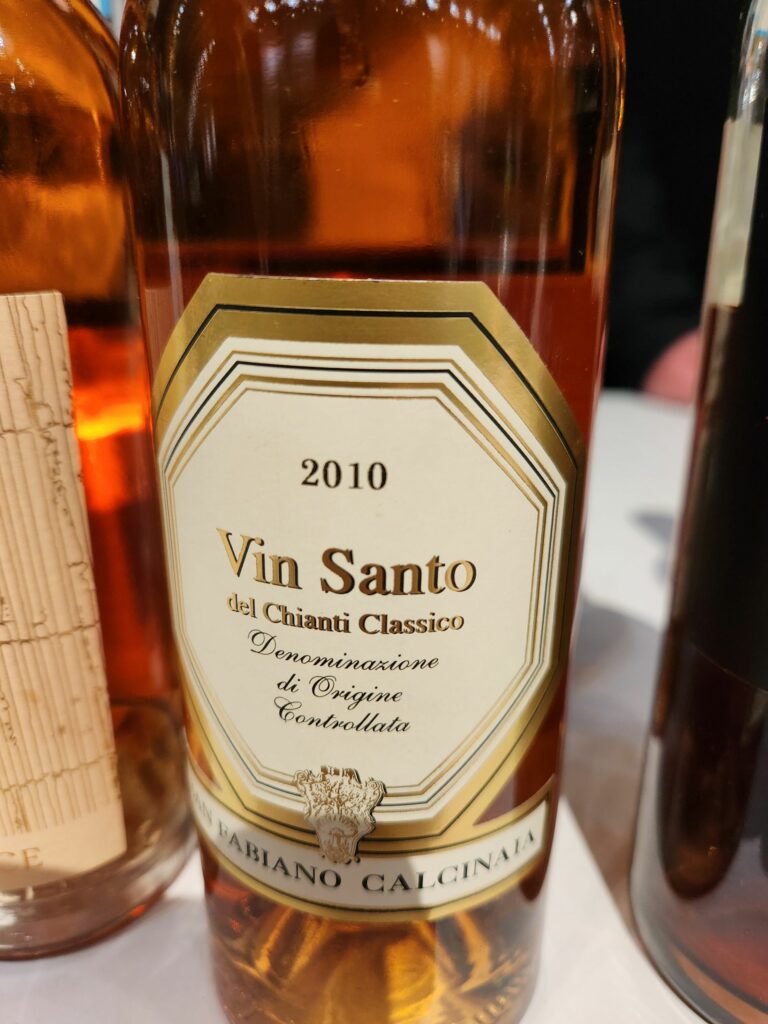 2010
Vin Santo
del Chianti Classico
Denominazione
di Origine
Controllata
FABIANO CALCINAIA